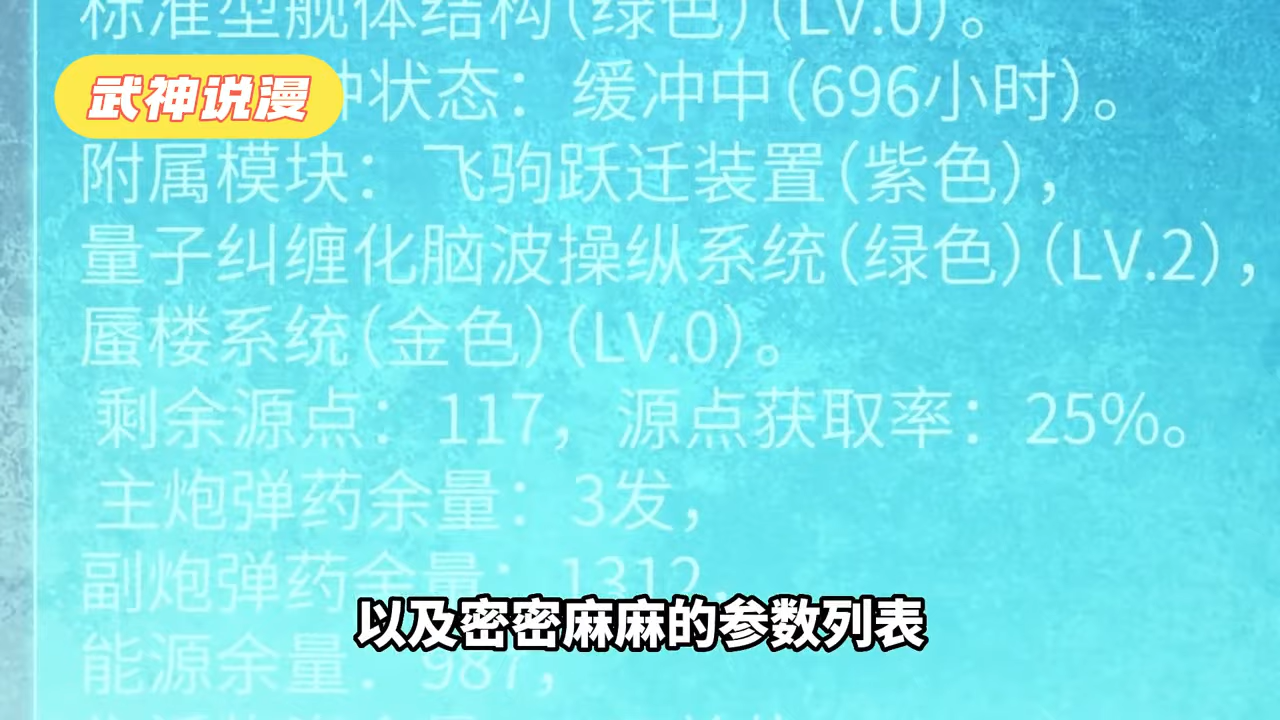 标准型舰体结构(绿色)(LV.0)。
武神说漫
冲状态：缓冲中(696小时)。
附属模块：飞驹跃迁装置(紫色)，
量子纠缠化脑波操纵系统(绿色)(LV.2)，
蜃楼系统(金色)(LV.0)。
剩余源点：117，源点获取率：25%。
主炮弹药余量：3发，
副炮弹药余量：1312，
以及密密麻麻的参数列表
能源余量：987，